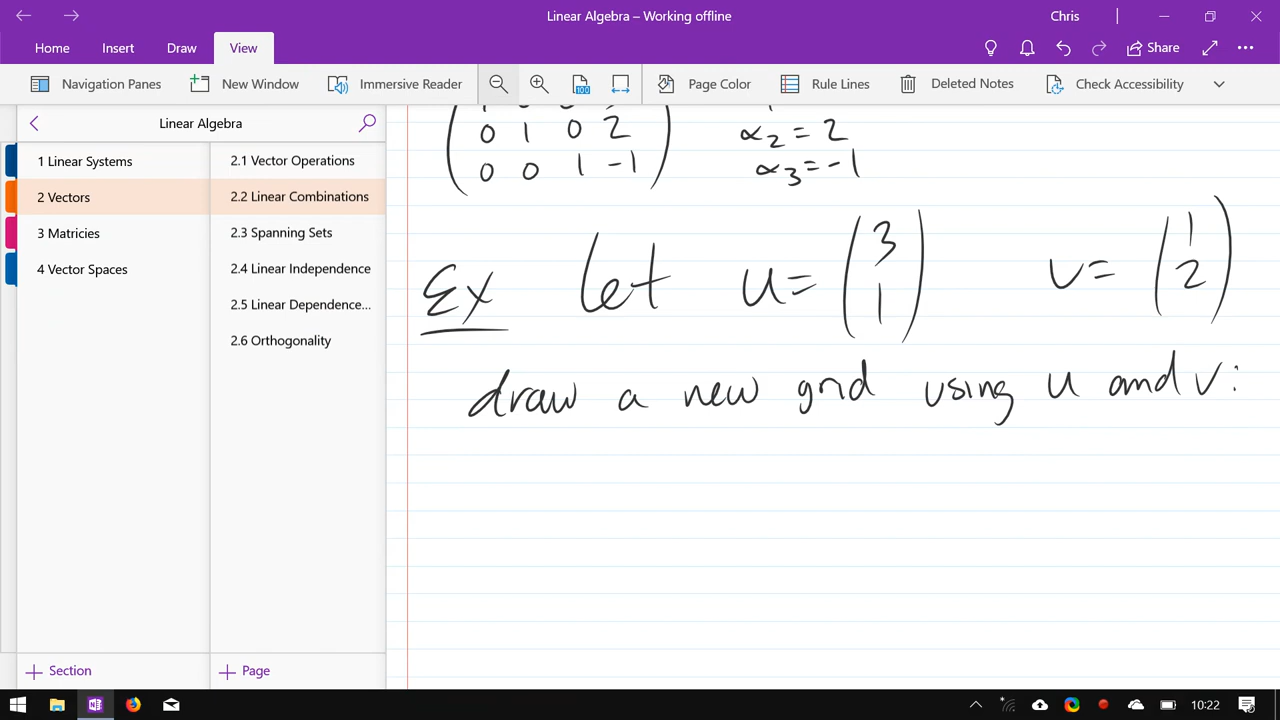 Linear Algebra – Working offline
Chris
Home Insert Draw View
Share
Navigation Panes New Window Immersive Reader Page Color Rule Lines Deleted Notes Check Accessibility
Linear Algebra
1 Linear Systems
2 Vectors
3 Matricies
4 Vector Spaces
2.1 Vector Operations
2.2 Linear Combinations
2.3 Spanning Sets
2.4 Linear Independence
2.5 Linear Dependence...
2.6 Orthogonality
0 1 0 2
0 0 1 -1
α2 = 2
α3 = -1
Ex let u = (3 1) v = (1 2)
draw a new grid using u and v:
Section
Page
10:22